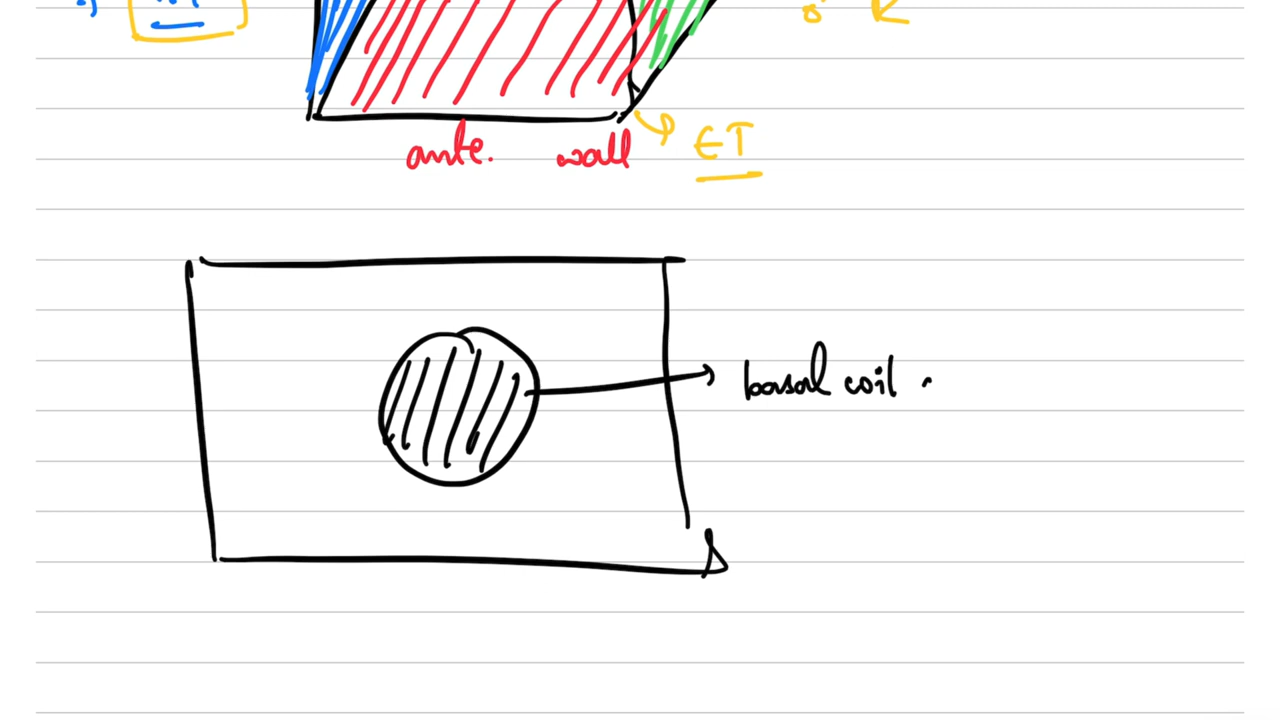 ante. wall
ET
basal coil .